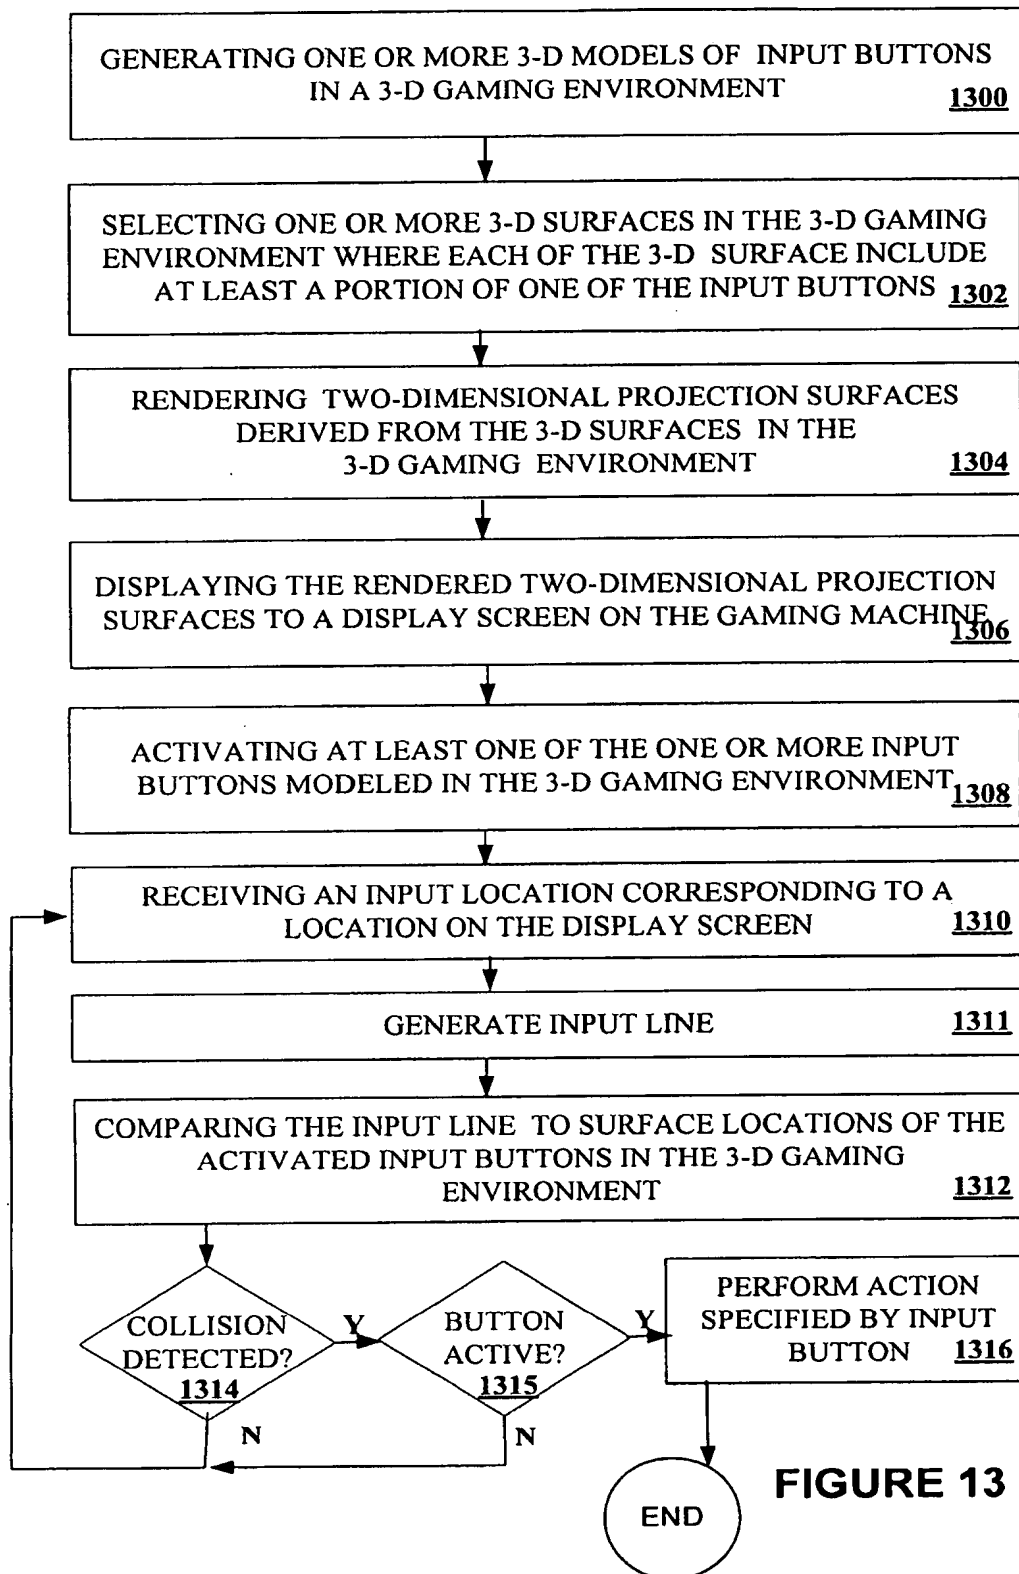 GENERATING ONE OR MORE 3-D MODELS OF INPUT BUTTONS
IN A 3-D GAMING ENVIRONMENT
1300
SELECTING ONE OR MORE 3-D SURFACES IN THE 3-D GAMING
ENVIRONMENT WHERE EACH OF THE 3-D SURFACE INCLUDE
AT LEAST A PORTION OF ONE OF THE INPUT BUTTONS 1302
RENDERING TWO-DIMENSIONAL PROJECTION SURFACES
DERIVED FROM THE 3-D SURFACES IN THE
3-D GAMING ENVIRONMENT 1304
DISPLAYING THE RENDERED TWO-DIMENSIONAL PROJECTION
SURFACES TO A DISPLAY SCREEN ON THE GAMING MACHINE
1306
ACTIVATING AT LEAST ONE OF THE ONE OR MORE INPUT
BUTTONS MODELED IN THE 3-D GAMING ENVIRONMENT
1308
RECEIVING AN INPUT LOCATION CORRESPONDING TO A
LOCATION ON THE DISPLAY SCREEN 1310
GENERATE INPUT LINE 1311
COMPARING THE INPUT LINE TO SURFACE LOCATIONS OF THE
ACTIVATED INPUT BUTTONS IN THE 3-D GAMING
ENVIRONMENT 1312
COLLISION
DETECTED?
1314
Y
N
BUTTON
ACTIVE?
1315
Y
N
PERFORM ACTION
SPECIFIED BY INPUT
BUTTON 1316
END
FIGURE 13